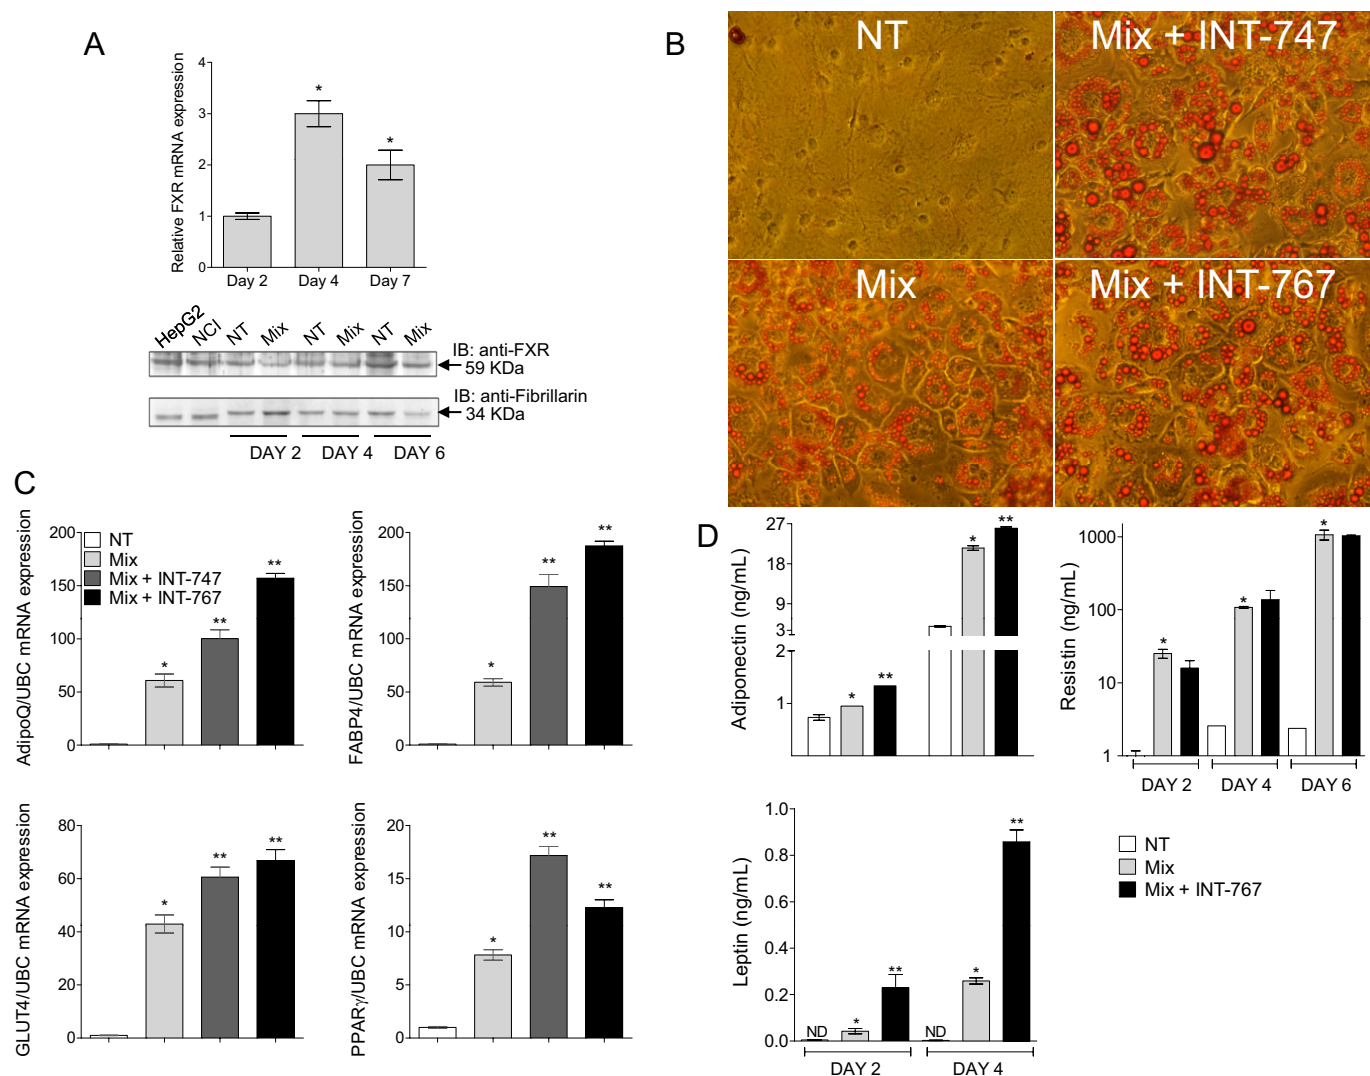 A
Relative FXR mRNA expression
4
3
2
1
0
*
*
Day 2 Day 4 Day 7
HepG2 NCI NT Mix NT Mix NT Mix
IB: anti-FXR
59 KDa
IB: anti-Fibrillarin
34 KDa
DAY 2 DAY 4 DAY 6
B
NT
Mix + INT-747
Mix
Mix + INT-767
C
NT
Mix
Mix + INT-747
Mix + INT-767
AdipoQ/UBC mRNA expression
200
150
100
50
0
*
**
**
FABP4/UBC mRNA expression
200
150
100
50
0
*
**
**
GLUT4/UBC mRNA expression
80
60
40
20
0
*
**
**
PPARγ/UBC mRNA expression
20
15
10
5
0
*
**
**
D
Adiponectin (ng/mL)
27
18
9
3
2
1
*
**
*
**
Resistin (ng/mL)
1000
100
10
1
*
*
*
DAY 2 DAY 4 DAY 6
Leptin (ng/mL)
1.0
0.8
0.6
0.4
0.2
0.0
ND
*
**
ND
*
**
DAY 2 DAY 4
NT
Mix
Mix + INT-767